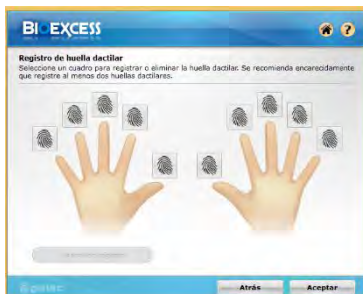 BIOEXCESS
Registro de huella dactilar
Seleccione un cuadro para registrar o eliminar la huella dactilar. Se recomienda encarecidamente
que registre al menos dos huellas dactilares.
Atrás Aceptar